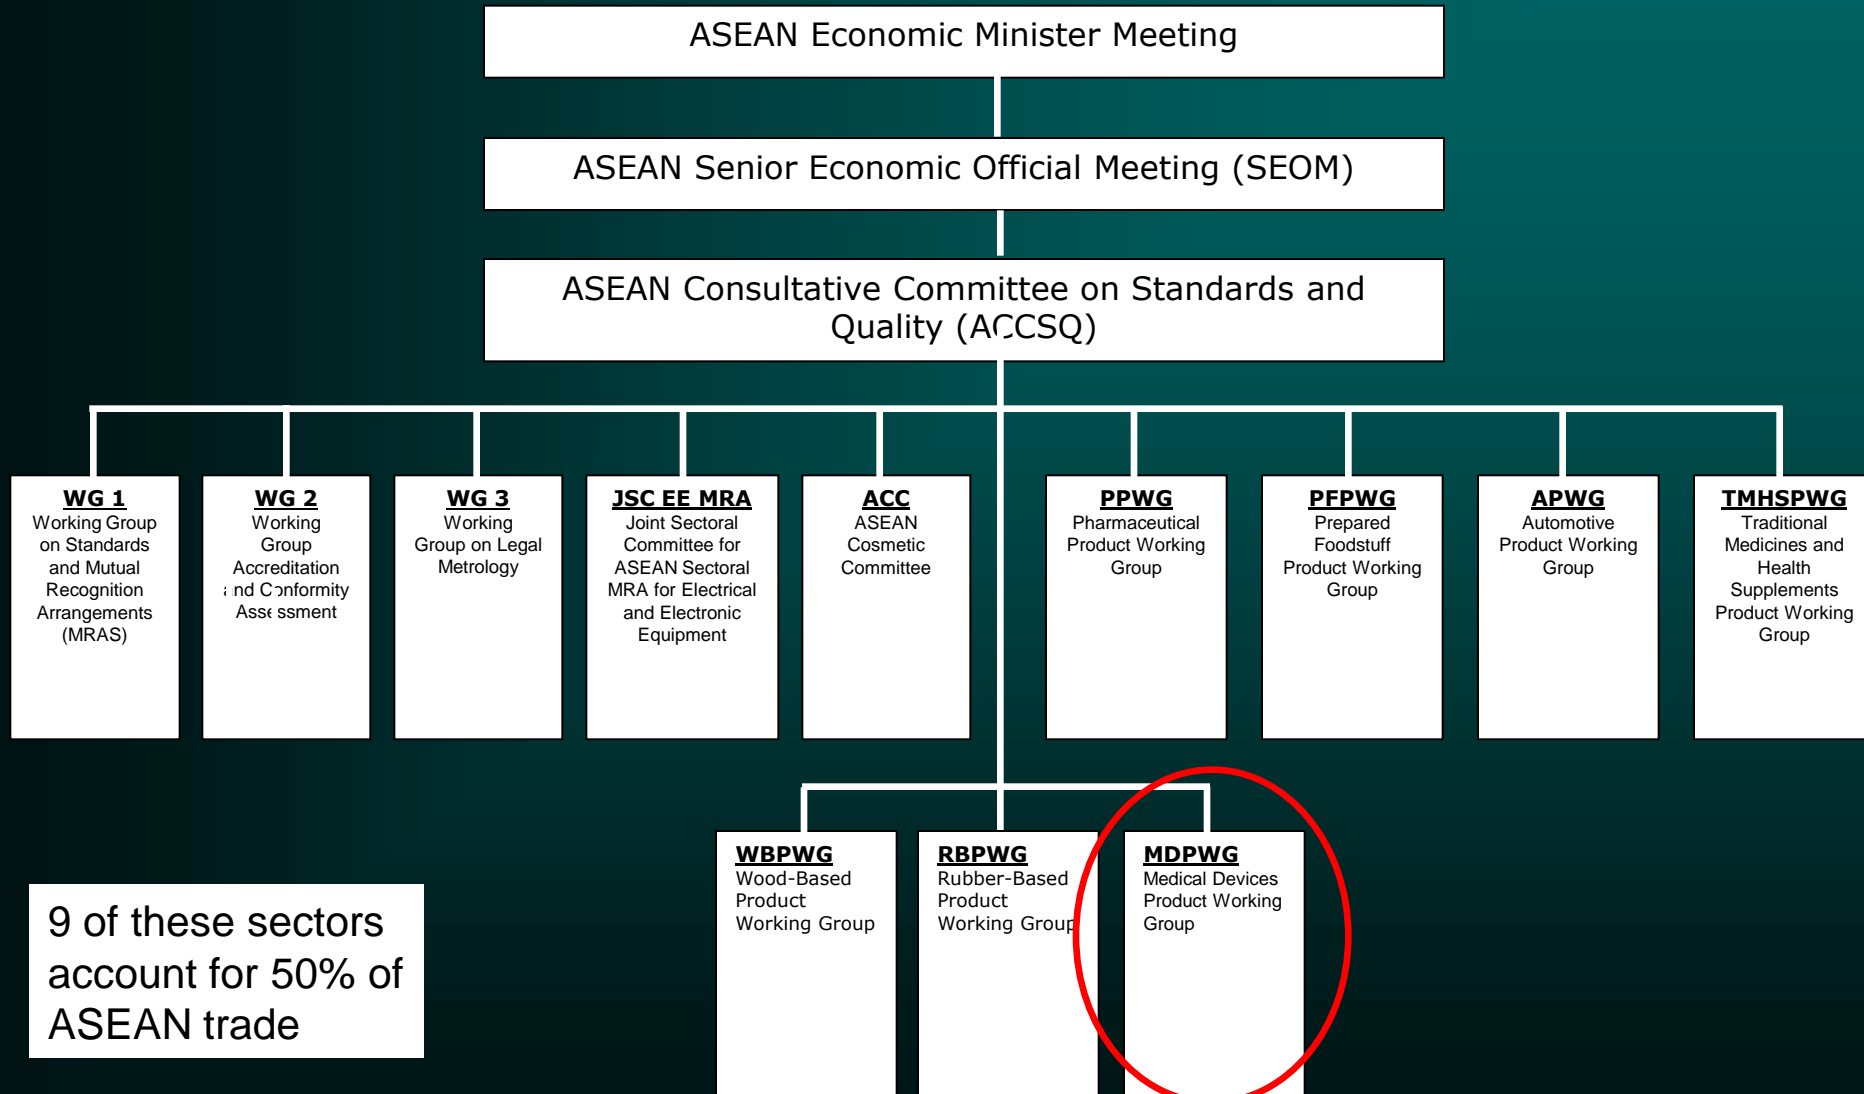 ASEAN Economic Minister Meeting
ASEAN Senior Economic Official Meeting (SEOM)
ASEAN Consultative Committee on Standards and
Quality (ACCSQ)
WG 1
Working Group
on Standards
and Mutual
Recognition
Arrangements
(MRAS)
WG 2
Working
Group
Accreditation
and Conformity
Assessment
WG 3
Working
Group on Legal
Metrology
JSC EE MRA
Joint Sectoral
Committee for
ASEAN Sectoral
MRA for Electrical
and Electronic
Equipment
ACC
ASEAN
Cosmetic
Committee
PPWG
Pharmaceutical
Product Working
Group
PFPWG
Prepared
Foodstuff
Product Working
Group
APWG
Automotive
Product Working
Group
TMHSPWG
Traditional
Medicines and
Health
Supplements
Product Working
Group
WBPWG
Wood-Based
Product
Working Group
RBPWG
Rubber-Based
Product
Working Group
MDPWG
Medical Devices
Product Working
Group
9 of these sectors
account for 50% of
ASEAN trade